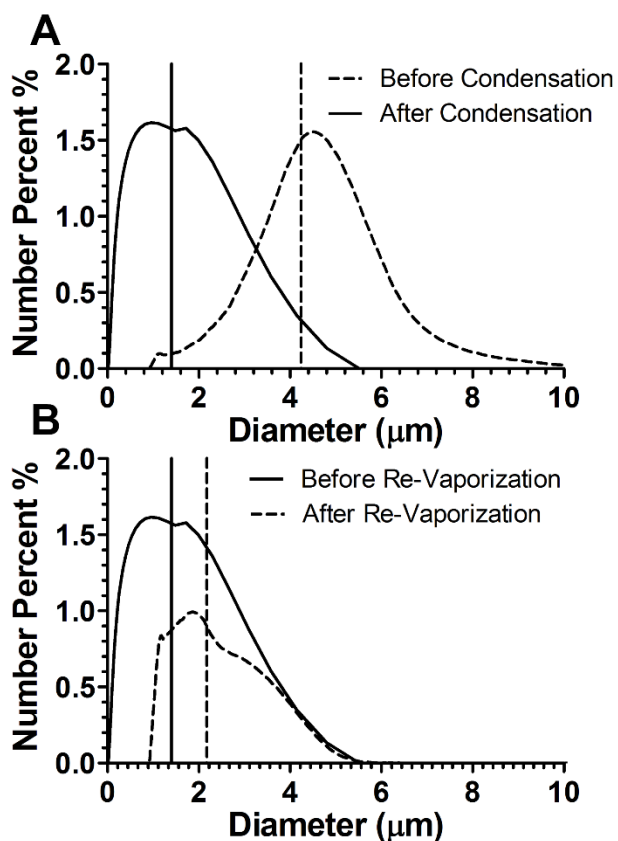 A
2.0
1.5
1.0
0.5
0.0
Number Percent %
Before Condensation
After Condensation
0 2 4 6 8 10
Diameter (μm)
B
2.0
1.5
1.0
0.5
0.0
Number Percent %
Before Re-Vaporization
After Re-Vaporization
0 2 4 6 8 10
Diameter (μm)